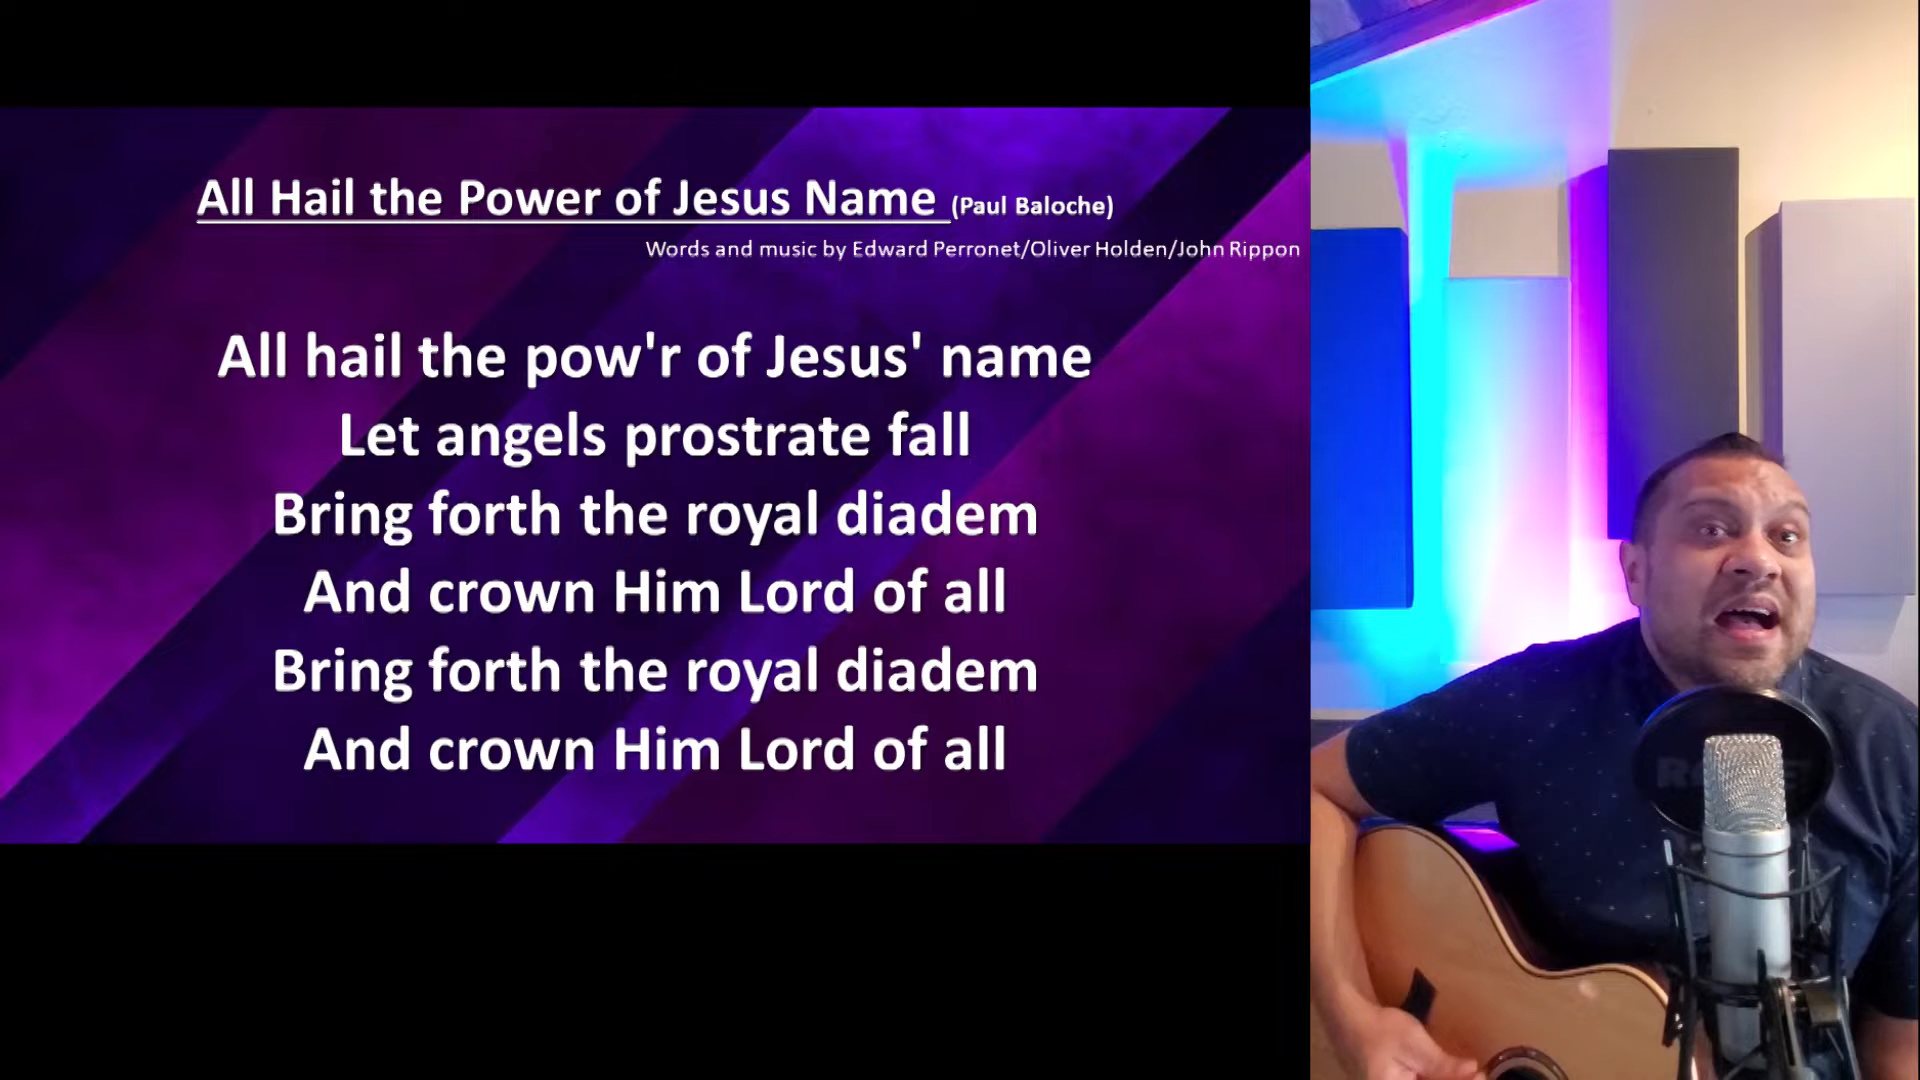 All Hail the Power of Jesus Name (Paul Baloche)
Words and music by Edward Perronet/Oliver Holden/John Rippon
All hail the pow'r of Jesus' name
Let angels prostrate fall
Bring forth the royal diadem
And crown Him Lord of all
Bring forth the royal diadem
And crown Him Lord of all